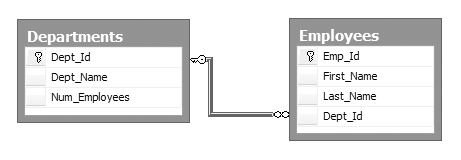 Departments
Dept_Id
Dept_Name
Num_Employees
Employees
Emp_Id
First_Name
Last_Name
Dept_Id